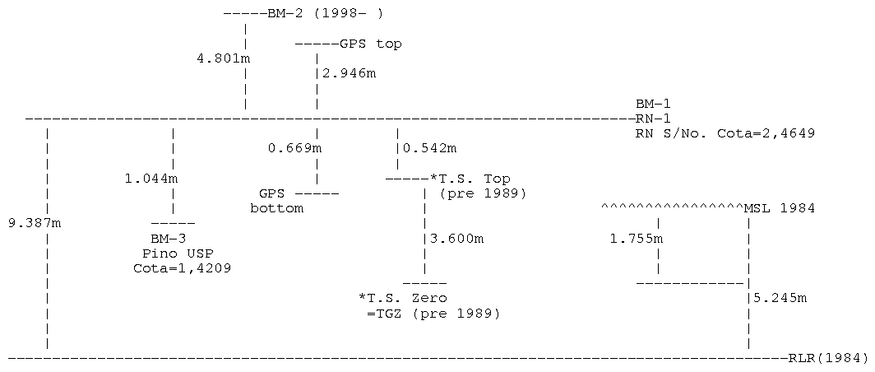 BM-2 (1998- )
GPS top
4.801m
2.946m
BM-1
RN-1
RN S/No. Cota=2,4649
0.669m
0.542m
1.044m
*T.S. Top
GPS
(pre 1989)
bottom
MSL 1984
9.387m
BM-3
3.600m
1.755m
Pino USP
Cota=1,4209
*T.S. Zero
5.245m
=TGZ (pre 1989)
RLR(1984)